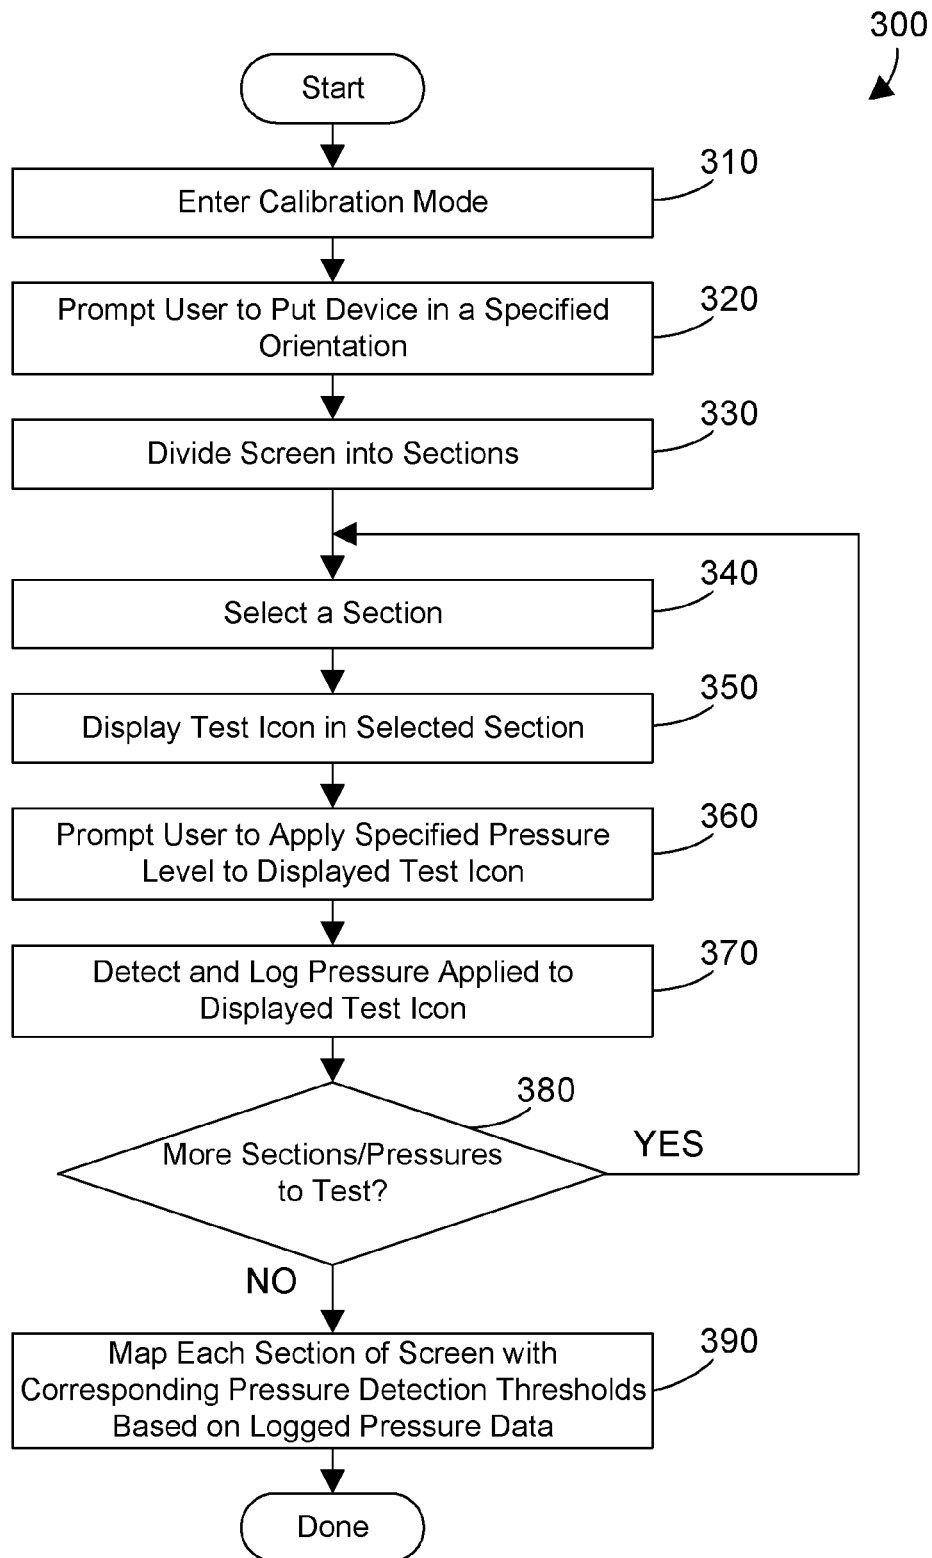 300
Start
310
Enter Calibration Mode
320
Prompt User to Put Device in a Specified
Orientation
330
Divide Screen into Sections
340
Select a Section
350
Display Test Icon in Selected Section
360
Prompt User to Apply Specified Pressure
Level to Displayed Test Icon
370
Detect and Log Pressure Applied to
Displayed Test Icon
380
More Sections/Pressures
to Test?
YES
NO
390
Map Each Section of Screen with
Corresponding Pressure Detection Thresholds
Based on Logged Pressure Data
Done